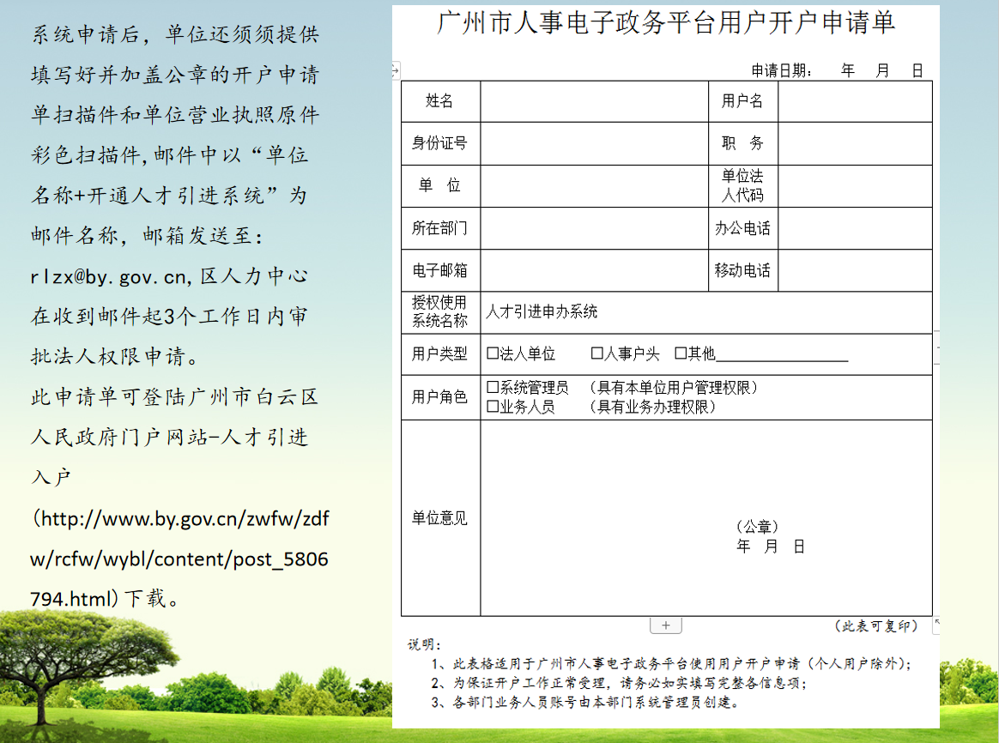 系统申请后，单位还须须提供
填写好并加盖公章的开户申请
单扫描件和单位营业执照原件
彩色扫描件,邮件中以“单位
名称+开通人才引进系统”为
邮件名称，邮箱发送至：
rlzx@by.gov.cn,区人力中心
在收到邮件起3个工作日内审
批法人权限申请。
此申请单可登陆广州市白云区
人民政府门户网站-人才引进
入户
(http://www.by.gov.cn/zwfw/zdf
w/rcfw/wybl/content/post_5806
794.html)下载。
广州市人事电子政务平台用户开户申请单
申请日期： 年 月 日
姓名 用户名
身份证号 职 务
单 位 单位法
人代码
所在部门 办公电话
电子邮箱 移动电话
授权使用
系统名称 人才引进申办系统
用户类型 □法人单位 □人事户头 □其他
用户角色 □系统管理员 （具有本单位用户管理权限）
□业务人员 （具有业务办理权限）
单位意见
（公章）
年 月 日
（此表可复印）
说明：
1、此表格适用于广州市人事电子政务平台使用用户开户申请（个人用户除外）；
2、为保证开户工作正常受理，请务必如实填写完整各信息项；
3、各部门业务人员账号由本部门系统管理员创建。